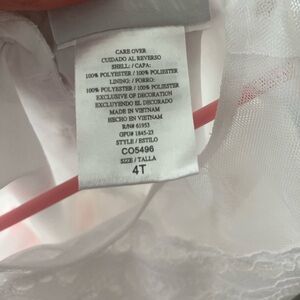 CARE OVER
CUIDADO AL REVERSO
SHELL: / CAPA:
100% POLYESTER / 100% POLIESTER
LINING: / FORRO:
100% POLYESTER / 100% POLIESTER
EXCLUSIVE OF DECORATION
EXCLUYENDO EL DECORADO
MADE IN VIETNAM
HECHO EN VIETNAM
RN# 61953
GPU# 1845-23
STYLE / ESTILO
CO5496
SIZE / TALLA
4T